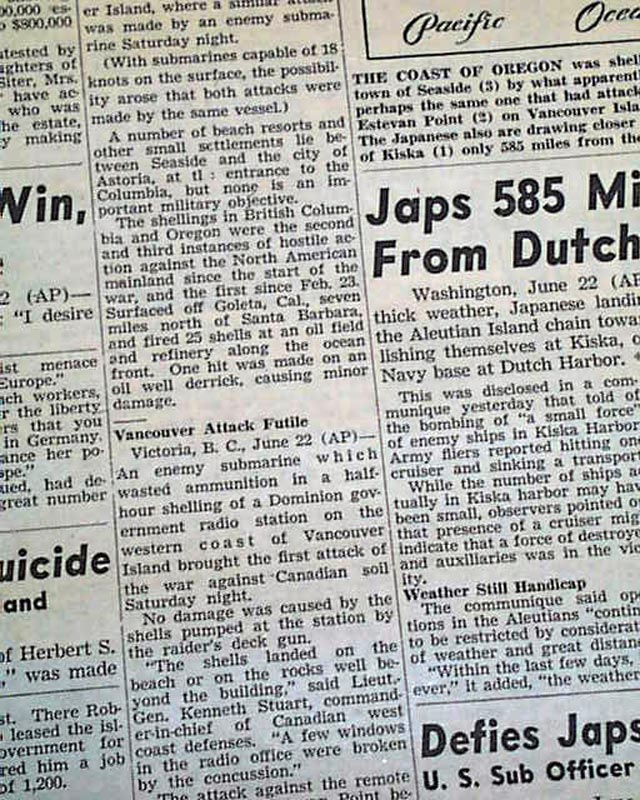 00,000 es-
$800,000
atested by
aughters of
Siter, Mrs.
have ac-
who was
he estate,
y making
Win,
2 (AP)—
"I desire
ist menace
Europe."
ach workers,
r the liberty
rs that you
in Germany.
ance her po-
ope."
ued, had de-
great number
uicide
and
of Herbert S.
," was made
st. There Rob-
leased the isl-
overnment for
red him a job
of 1,200.
er Island, where a similar attack
was made by an enemy subma-
rine Saturday night.
(With submarines capable of 18
knots on the surface, the possibil-
ity arose that both attacks were
made by the same vessel.)
A number of beach resorts and
other small settlements lie be-
tween Seaside and the city of
Astoria, at tl : entrance to the
Columbia, but none is an im-
portant military objective.
The shellings in British Colum-
bia and Oregon were the second
and third instances of hostile ac-
tion against the North American
mainland since the start of the
war, and the first since Feb. 23.
Surfaced off Goleta, Cal., seven
miles north of Santa Barbara,
and fired 25 shells at an oil field
and refinery along the ocean
front. One hit was made on an
oil well derrick, causing minor
damage.
Vancouver Attack Futile
Victoria, B. C., June 22 (AP)—
An enemy submarine which
wasted ammunition in a half-
hour shelling of a Dominion gov-
ernment radio station on the
western coast of Vancouver
Island brought the first attack of
the war against Canadian soil
Saturday night.
No damage was caused by the
shells pumped at the station by
the raider's deck gun.
"The shells landed on the
beach or on the rocks well be-
yond the building," said Lieut.-
Gen. Kenneth Stuart, command-
er-in-chief of Canadian west
coast defenses. "A few windows
in the radio office were broken
by the concussion."
The attack against the remote
Point be-
Pacific Ocea
THE COAST OF OREGON was shell
town of Seaside (3) by what apparent
perhaps the same one that had attack
Estevan Point (2) on Vancouver Isla
The Japanese also are drawing closer
of Kiska (1) only 585 miles from the
Japs 585 Mi
From Dutch
Washington, June 22 (AP
thick weather, Japanese landi
the Aleutian Island chain towar
lishing themselves at Kiska, o
Navy base at Dutch Harbor.
This was disclosed in a com-
munique yesterday that told of
the bombing of "a small force
of enemy ships in Kiska Harbor
Army fliers reported hitting on
cruiser and sinking a transport
While the number of ships a
tually in Kiska harbor may hav
been small, observers pointed o
that presence of a cruiser mig
indicate that a force of destroye
and auxiliaries was in the vic
ity.
Weather Still Handicap
The communique said op
tions in the Aleutians "contin
to be restricted by considerat
of weather and great distan
"Within the last few days,
ever," it added, "the weathe
Defies Japs
U. S. Sub Officer